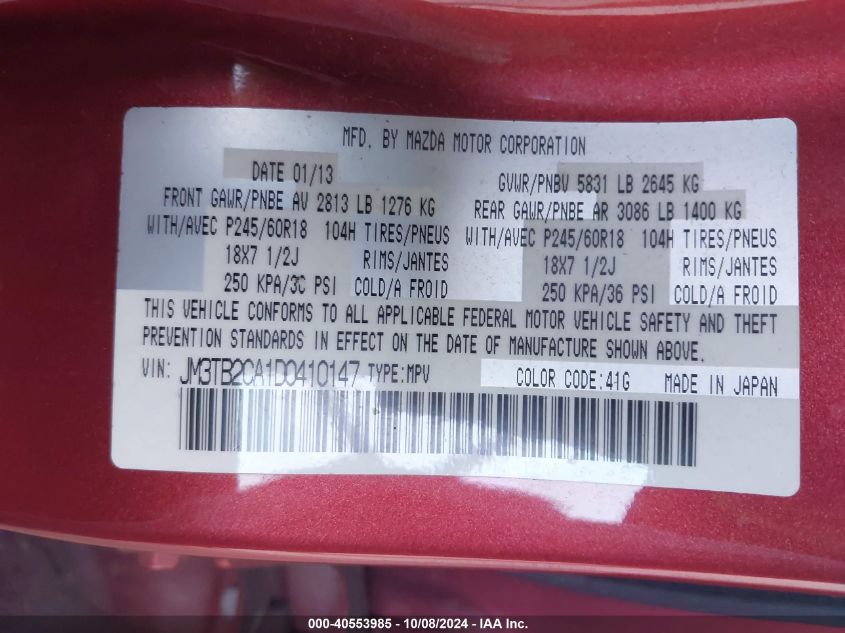 MFD. BY MAZDA MOTOR CORPORATION
DATE 01/13 GVWR/PNBV 5831 LB 2645 KG
FRONT GAWR/PNBE AV 2813 LB 1276 KG REAR GAWR/PNBE AR 3086 LB 1400 KG
WITH/AVEC P245/60R18 104H TIRES/PNEUS WITH/AVEC P245/60R18 104H TIRES/PNEUS
18X7 1/2J RIMS/JANTES 18X7 1/2J RIMS/JANTES
250 KPA/36 PSI COLD/A FROID 250 KPA/36 PSI COLD/A FROID
THIS VEHICLE CONFORMS TO ALL APPLICABLE FEDERAL MOTOR VEHICLE SAFETY AND THEFT
PREVENTION STANDARDS IN EFFECT ON THE DATE OF MANUFACTURE SHOWN ABOVE.
VIN: JM3TB2CA1D0410147 TYPE:MPV COLOR CODE:41G MADE IN JAPAN
000-40553985 - 10/08/2024 - IAA Inc.